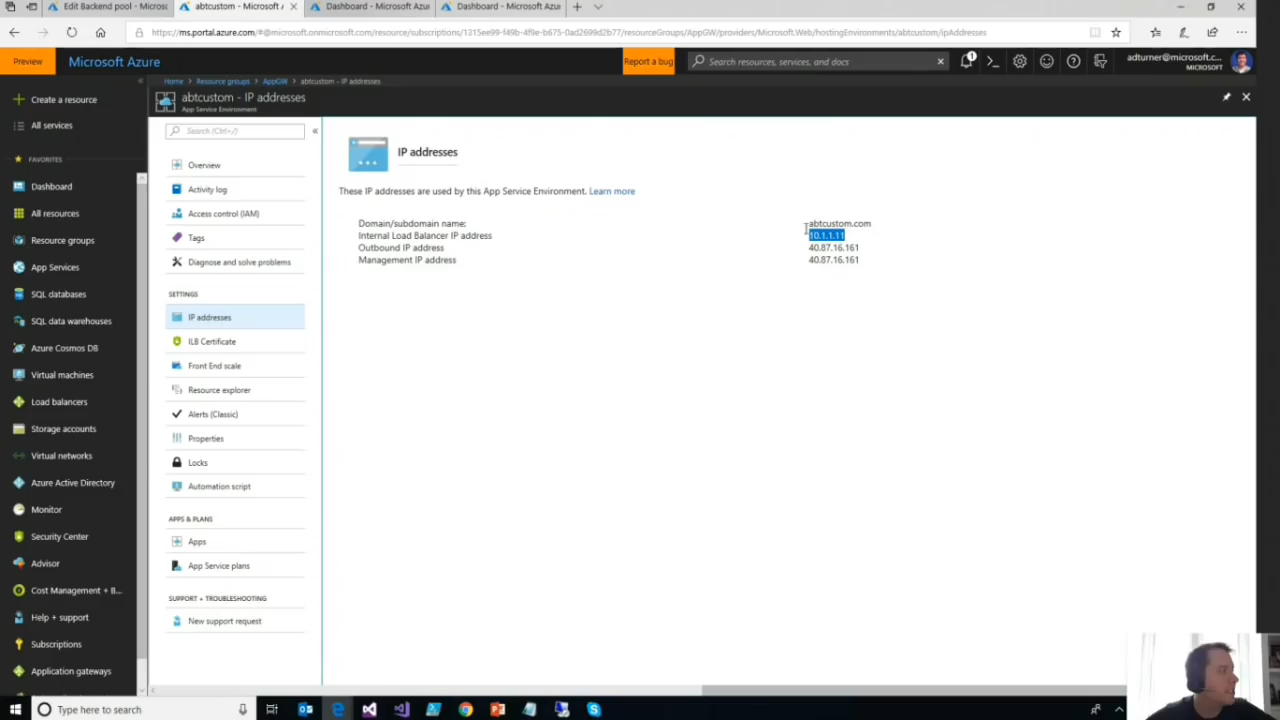 Edit Backend pool - Microso
abtcustom - Microsoft A
Dashboard - Microsoft Azu
Dashboard - Microsoft Azu
https://ms.portal.azure.com/#@microsoft.onmicrosoft.com/resource/subscriptions/1315ee99-f49b-4f9e-b675-0ad2699d2b77/resourceGroups/AppGW/providers/Microsoft.Web/hostingEnvironments/abtcustom/ipAddresses
Preview
Microsoft Azure
Report a bug
Search resources, services, and docs
1
adturner@microsoft.c...
MICROSOFT
Home > Resource groups > AppGW > abtcustom - IP addresses
abtcustom - IP addresses
App Service Environment
Create a resource
All services
FAVORITES
Dashboard
All resources
Resource groups
App Services
SQL databases
SQL data warehouses
Azure Cosmos DB
Virtual machines
Load balancers
Storage accounts
Virtual networks
Azure Active Directory
Monitor
Security Center
Advisor
Cost Management + B...
Help + support
Subscriptions
Application gateways
Search (Ctrl+/)
Overview
Activity log
Access control (IAM)
Tags
Diagnose and solve problems
SETTINGS
IP addresses
ILB Certificate
Front End scale
Resource explorer
Alerts (Classic)
Properties
Locks
Automation script
APPS & PLANS
Apps
App Service plans
SUPPORT + TROUBLESHOOTING
New support request
IP addresses
These IP addresses are used by this App Service Environment. Learn more
Domain/subdomain name: abtcustom.com
Internal Load Balancer IP address 10.1.1.11
Outbound IP address 40.87.16.161
Management IP address 40.87.16.161
Type here to search